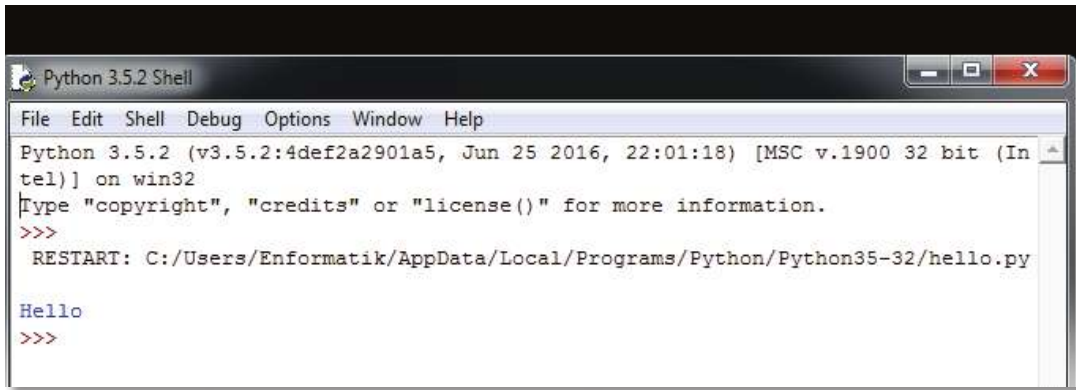 Python 3.5.2 Shell
File Edit Shell Debug Options Window Help
Python 3.5.2 (v3.5.2:4def2a2901a5, Jun 25 2016, 22:01:18) [MSC v.1900 32 bit (In
tel)] on win32
Type "copyright", "credits" or "license()" for more information.
>>>
RESTART: C:/Users/Enformatik/AppData/Local/Programs/Python/Python35-32/hello.py
Hello
>>>